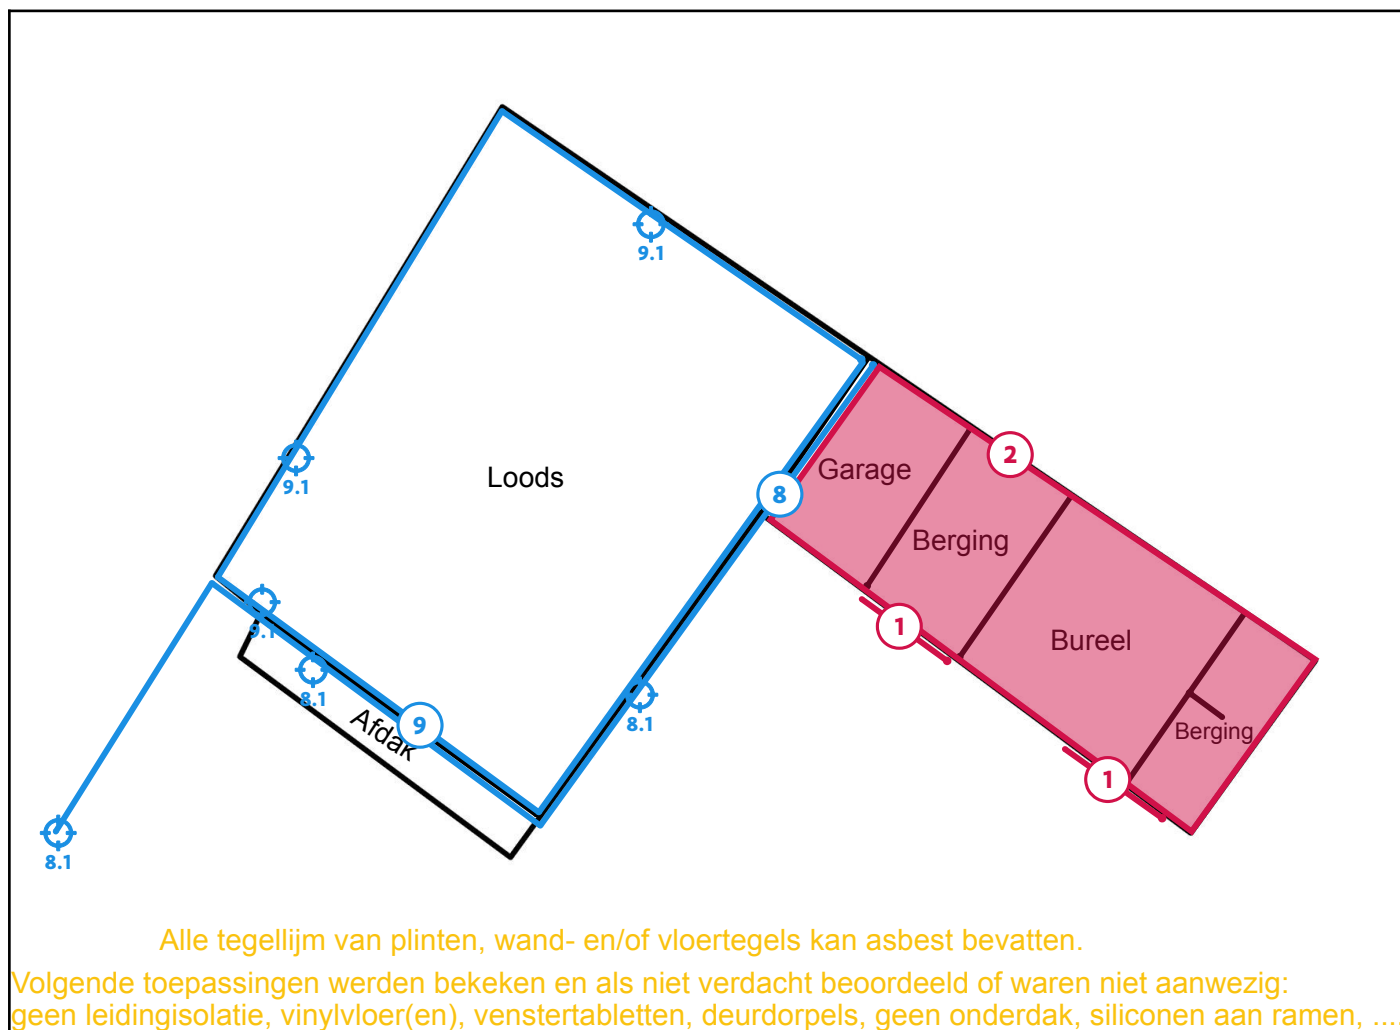 9.1
2
Garage
9.1
Loods
8
Berging
9.1
1
Bureel
8.1
8.1
9
Afdak
Berging
1
8.1
Alle tegellijm van plinten, wand- en/of vloertegels kan asbest bevatten.
Volgende toepassingen werden bekeken en als niet verdacht beoordeeld of waren niet aanwezig:
geen leidingisolatie, vinylvloer(en), venstertabletten, deurdorpels, geen onderdak, siliconen aan ramen, ...